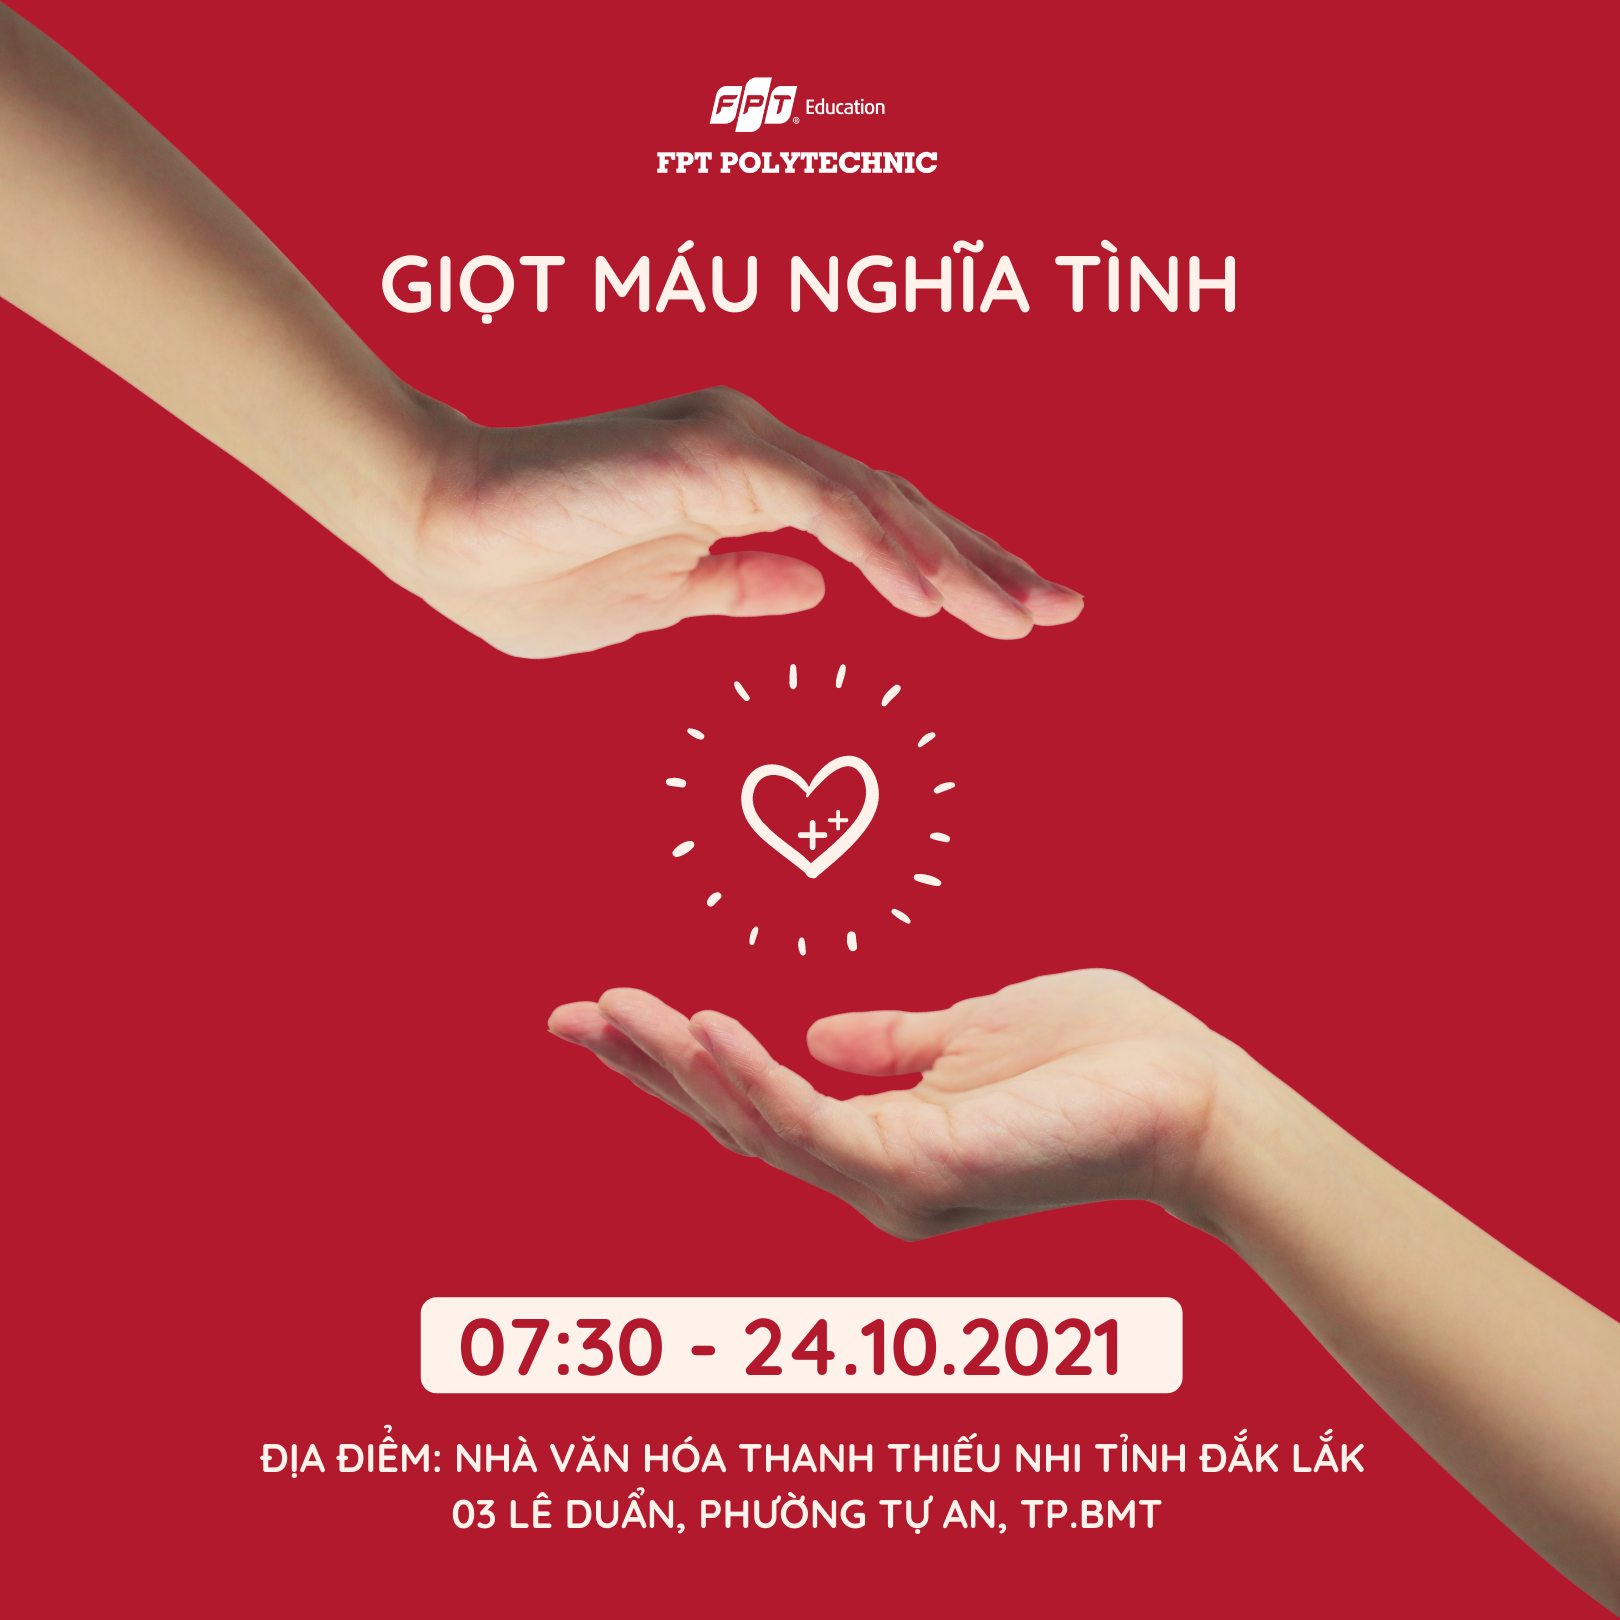 FPT® Education
FPT POLYTECHNIC
GIỌT MÁU NGHĨA TÌNH
07:30 - 24.10.2021
ĐỊA ĐIỂM: NHÀ VĂN HÓA THANH THIẾU NHI TỈNH ĐẮK LẮK
03 LÊ DUẨN, PHƯỜNG TỰ AN, TP.BMT